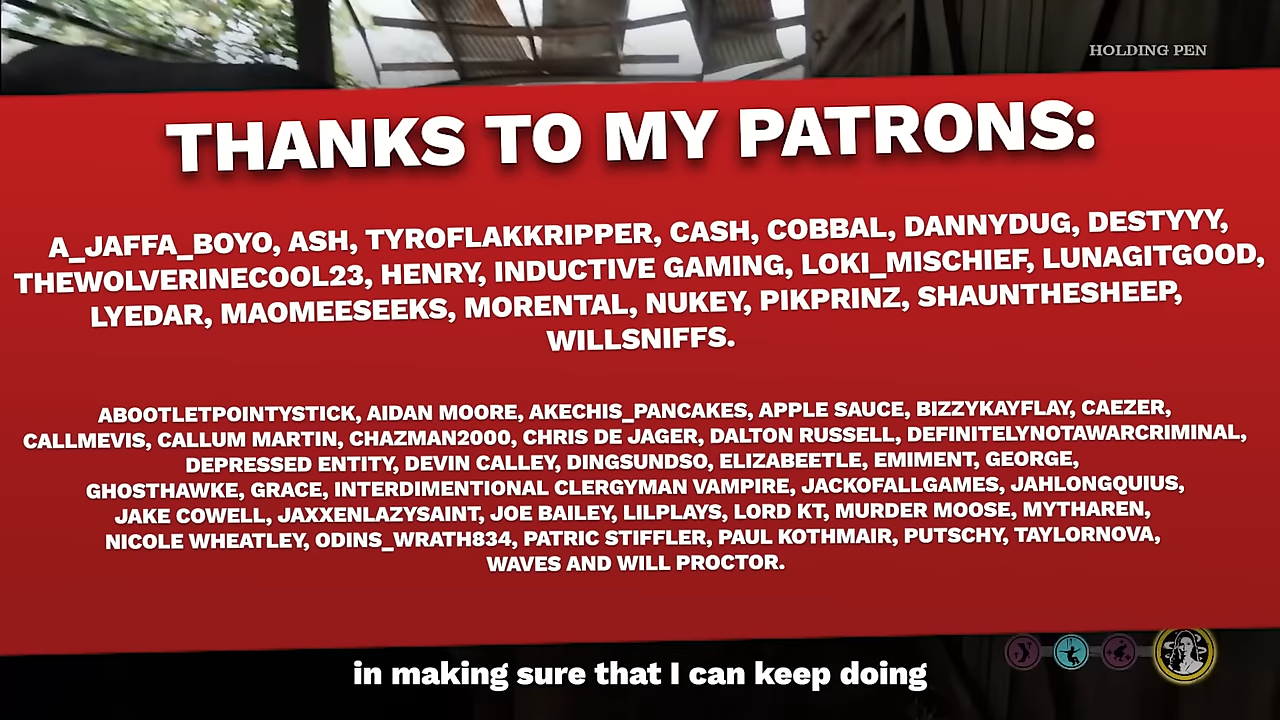 HOLDING PEN
THANKS TO MY PATRONS:
A_JAFFA_BOYO, ASH, TYROFLAKKRIPPER, CASH, COBBAL, DANNYDUG, DESTYYY,
THEWOLVERINECOOL23, HENRY, INDUCTIVE GAMING, LOKI_MISCHIEF, LUNAGITGOOD,
LYEDAR, MAOMEESEEKS, MORENTAL, NUKEY, PIKPRINZ, SHAUNTHESHEEP,
WILLSNIFFS.
ABOOTLETPOINTYSTICK, AIDAN MOORE, AKECHIS_PANCAKES, APPLE SAUCE, BIZZYKAYFLAY, CAEZER,
CALLMEVIS, CALLUM MARTIN, CHAZMAN2000, CHRIS DE JAGER, DALTON RUSSELL, DEFINITELYNOTAWARCRIMINAL,
DEPRESSED ENTITY, DEVIN CALLEY, DINGSUNDSO, ELIZABEETLE, EMIMENT, GEORGE,
GHOSTHAWKE, GRACE, INTERDIMENTIONAL CLERGYMAN VAMPIRE, JACKOFALLGAMES, JAHLONGQUIUS,
JAKE COWELL, JAXXENLAZYSAINT, JOE BAILEY, LILPLAYS, LORD KT, MURDER MOOSE, MYTHAREN,
NICOLE WHEATLEY, ODINS_WRATH834, PATRIC STIFFLER, PAUL KOTHMAIR, PUTSCHY, TAYLORNOVA,
WAVES AND WILL PROCTOR.
in making sure that I can keep doing